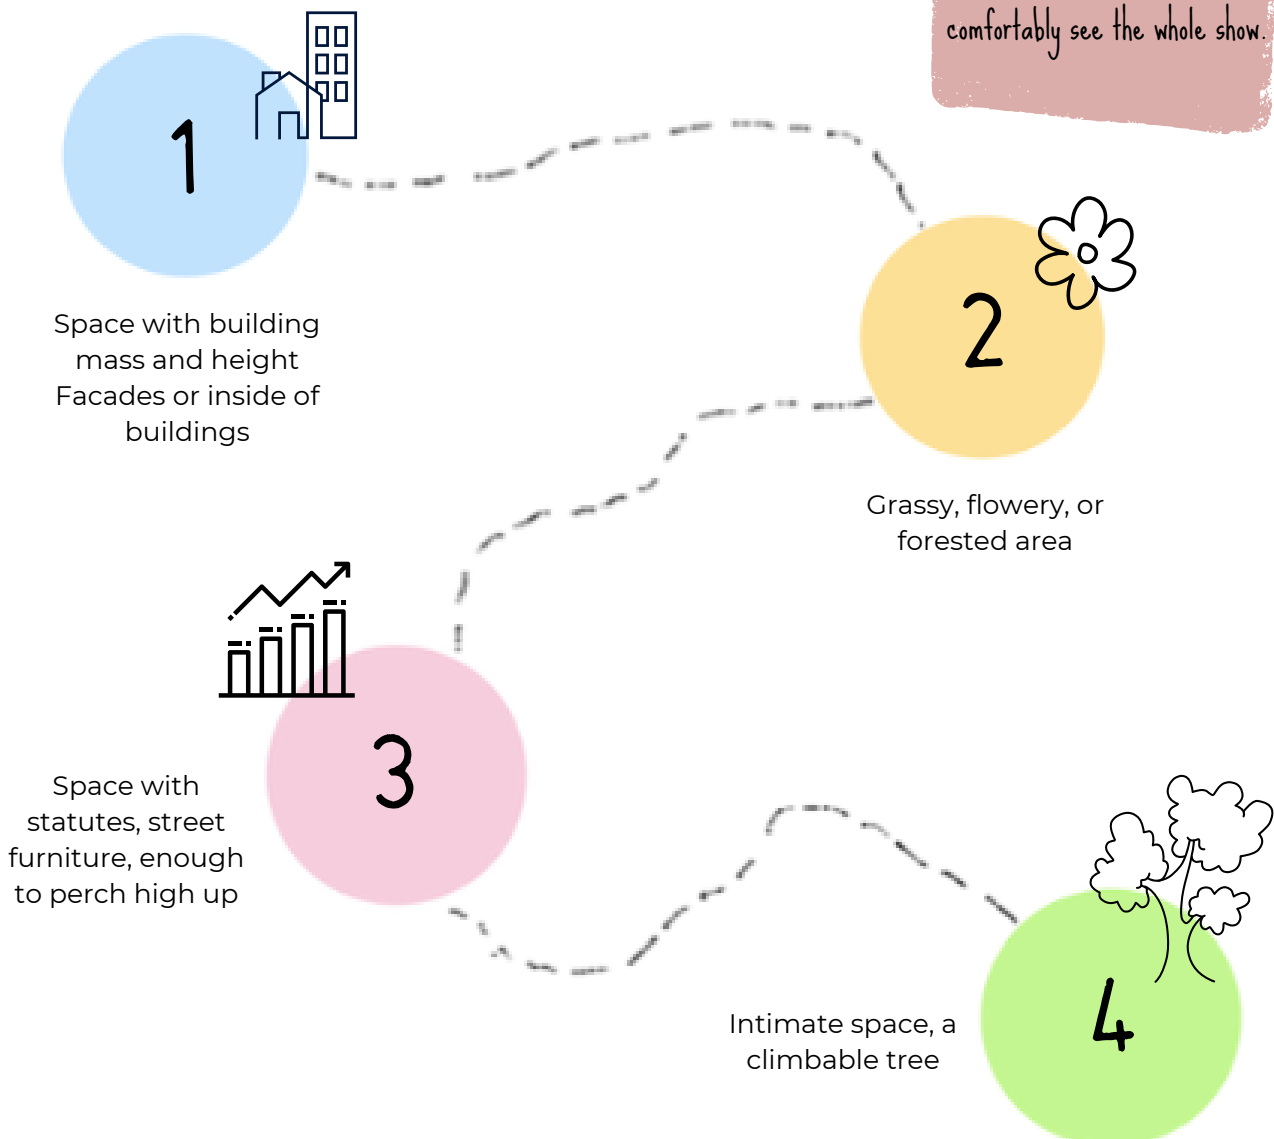 comfortably see the whole show.
1
Space with building
mass and height
Facades or inside of
buildings
2
Grassy, flowery, or
forested area
3
Space with
statutes, street
furniture, enough
to perch high up
4
Intimate space, a
climbable tree